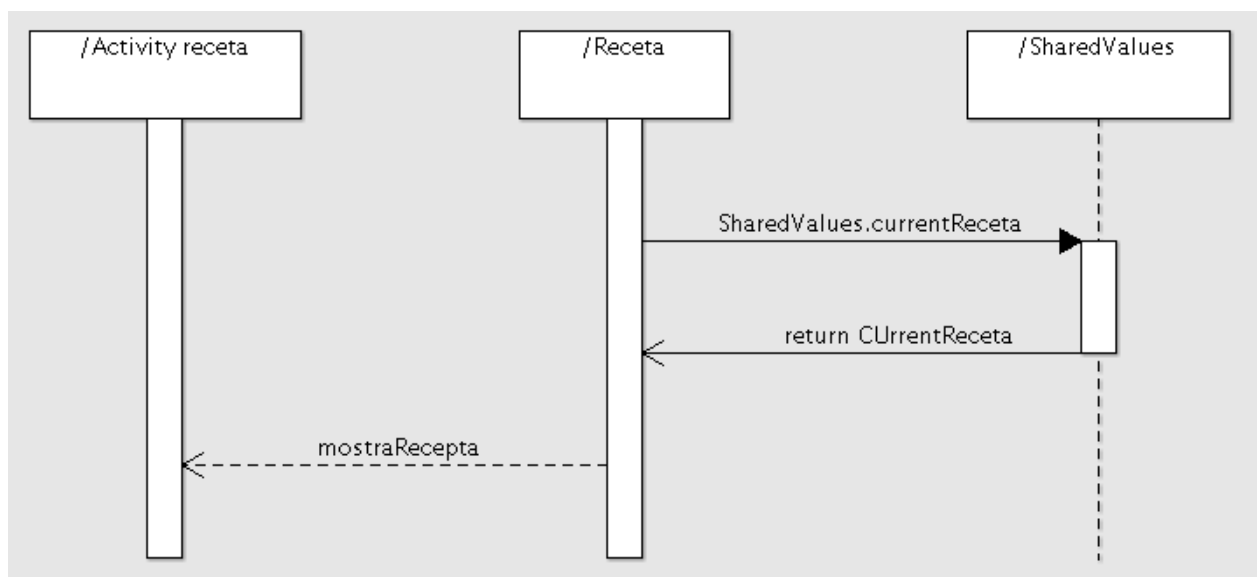 /Activity receta
/Receta
/SharedValues
SharedValues.currentReceta
return CUrrentReceta
mostraRecepta